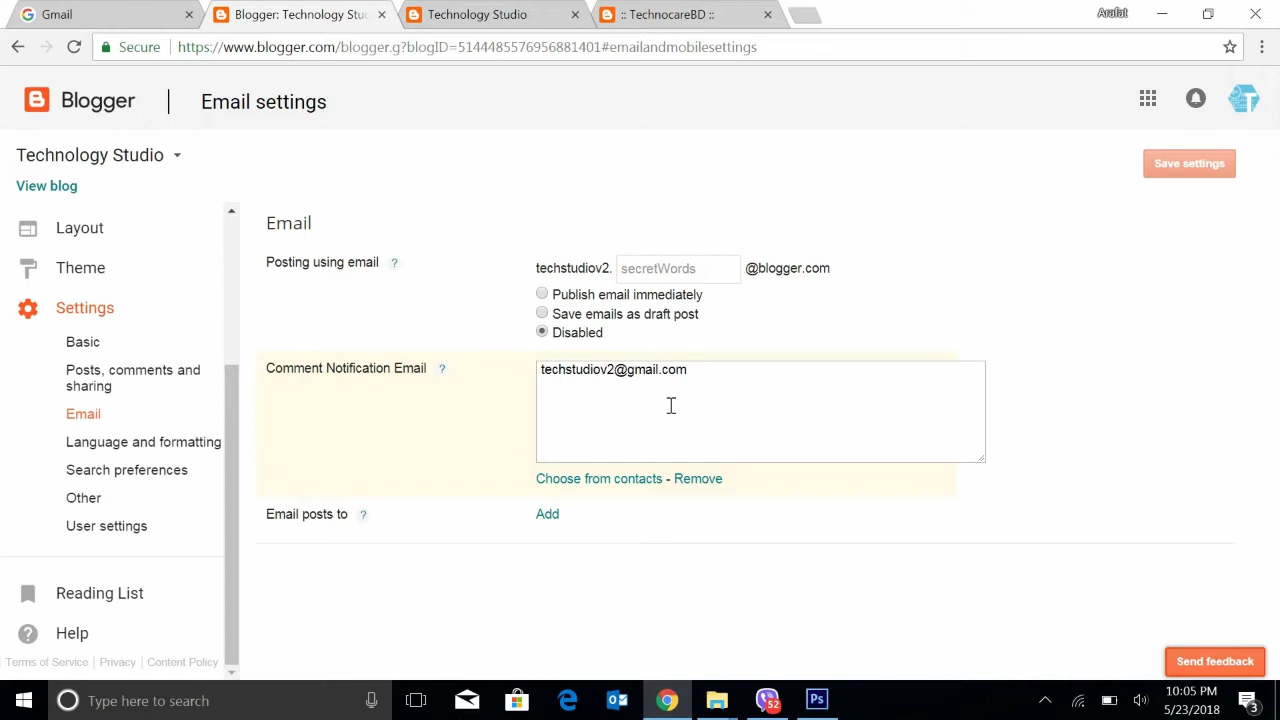 Gmail
Blogger: Technology Stu
Technology Studio
:: TechnocareBD ::
Arafat
Secure
https://www.blogger.com/blogger.g?blogID=5144485576956881401#emailandmobilesettings
Blogger
Email settings
Technology Studio
Save settings
View blog
Layout
Theme
Settings
Basic
Posts, comments and
sharing
Email
Language and formatting
Search preferences
Other
User settings
Reading List
Help
Terms of Service | Privacy | Content Policy
Email
Posting using email ?
techstudiov2. secretWords @blogger.com
Publish email immediately
Save emails as draft post
Disabled
Comment Notification Email ?
techstudiov2@gmail.com
Choose from contacts - Remove
Email posts to ?
Add
Send feedback
Type here to search
52
Ps
10:05 PM
5/23/2018
3